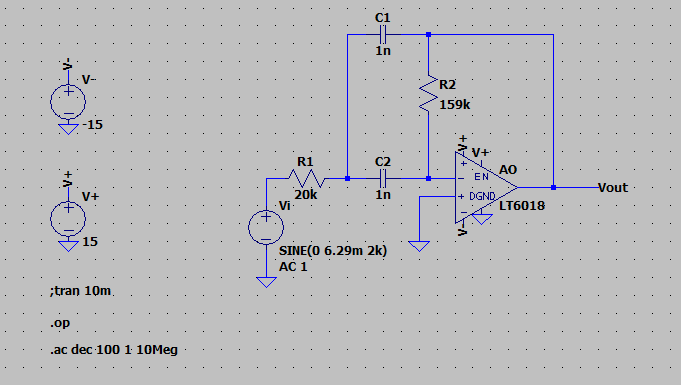 C1
1n
V-
V-
-15
R2
159k
V+
V+
15
R1
20k
C2
1n
Vi
SINE(0 6.29m 2k)
AC 1
V+
V+
AO
EN
DGND
LT6018
V-
Vout
;tran 10m
.op
.ac dec 100 1 10Meg